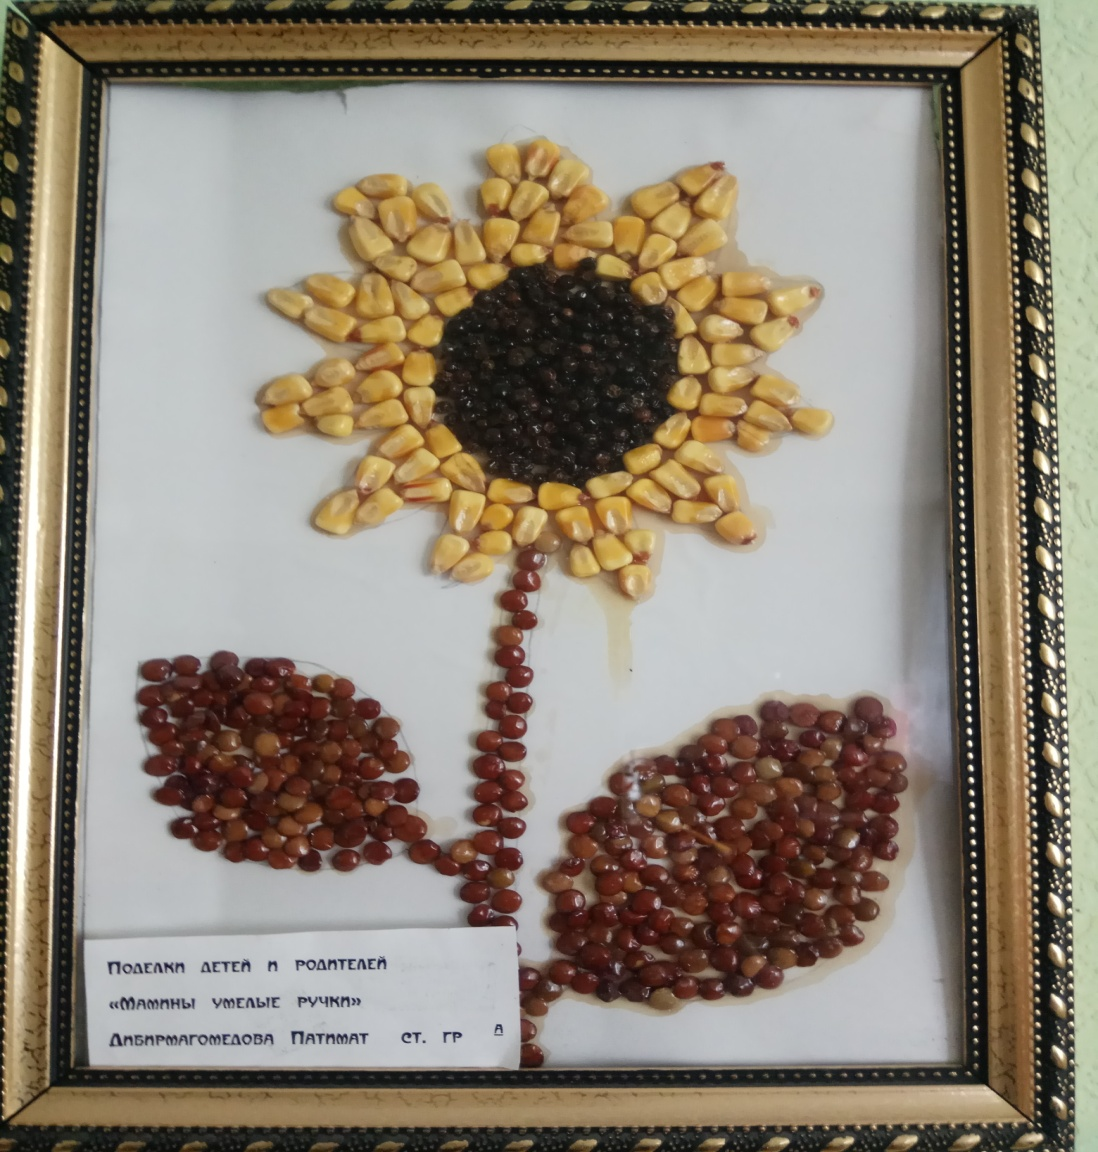 Поделки детей и родителей
«Мамины умелые ручки»
Дибирмагомедова Патимат ст. гр А